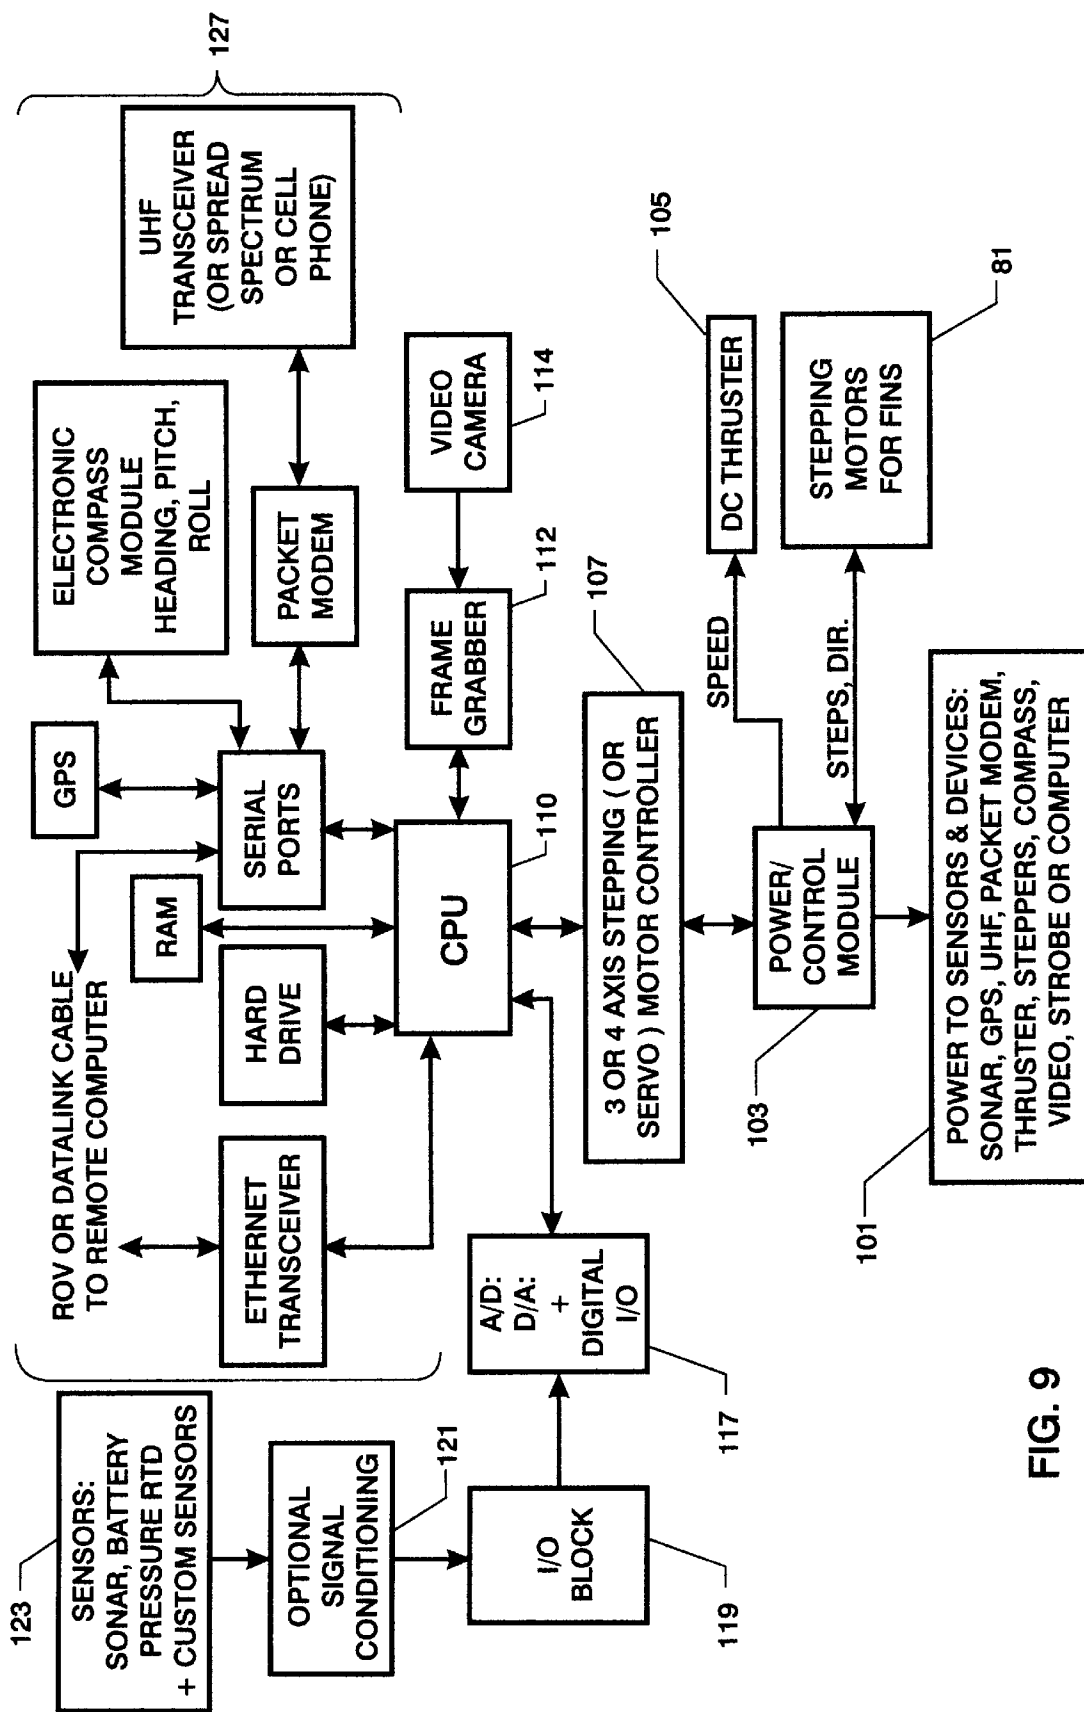 123
SENSORS:
SONAR, BATTERY
PRESSURE RTD
+ CUSTOM SENSORS
OPTIONAL
SIGNAL
CONDITIONING
121
I/O
BLOCK
119
A/D:
D/A:
+
DIGITAL
I/O
117
ROV OR DATALINK CABLE
TO REMOTE COMPUTER
ETHERNET
TRANSCEIVER
HARD
DRIVE
RAM
GPS
SERIAL
PORTS
ELECTRONIC
COMPASS
MODULE
HEADING, PITCH,
ROLL
PACKET
MODEM
UHF
TRANSCEIVER
(OR SPREAD
SPECTRUM
OR CELL
PHONE)
127
CPU
110
FRAME
GRABBER
112
VIDEO
CAMERA
114
3 OR 4 AXIS STEPPING ( OR
SERVO ) MOTOR CONTROLLER
107
POWER/
CONTROL
MODULE
103
SPEED
DC THRUSTER
105
STEPS, DIR.
STEPPING
MOTORS
FOR FINS
81
POWER TO SENSORS & DEVICES:
SONAR, GPS, UHF, PACKET MODEM,
THRUSTER, STEPPERS, COMPASS,
VIDEO, STROBE OR COMPUTER
101
FIG. 9